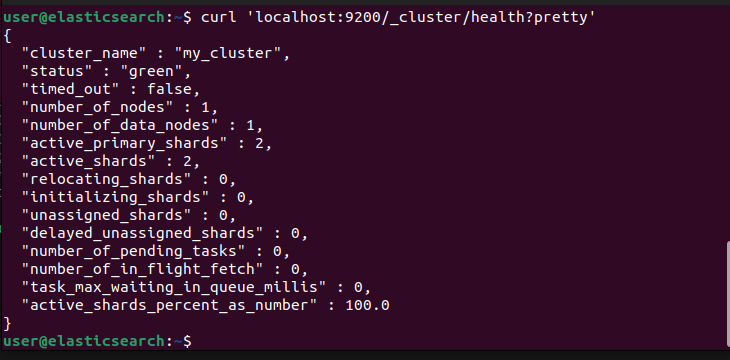 user@elasticsearch:~$ curl 'localhost:9200/_cluster/health?pretty'
{
  "cluster_name" : "my_cluster",
  "status" : "green",
  "timed_out" : false,
  "number_of_nodes" : 1,
  "number_of_data_nodes" : 1,
  "active_primary_shards" : 2,
  "active_shards" : 2,
  "relocating_shards" : 0,
  "initializing_shards" : 0,
  "unassigned_shards" : 0,
  "delayed_unassigned_shards" : 0,
  "number_of_pending_tasks" : 0,
  "number_of_in_flight_fetch" : 0,
  "task_max_waiting_in_queue_millis" : 0,
  "active_shards_percent_as_number" : 100.0
}
user@elasticsearch:~$